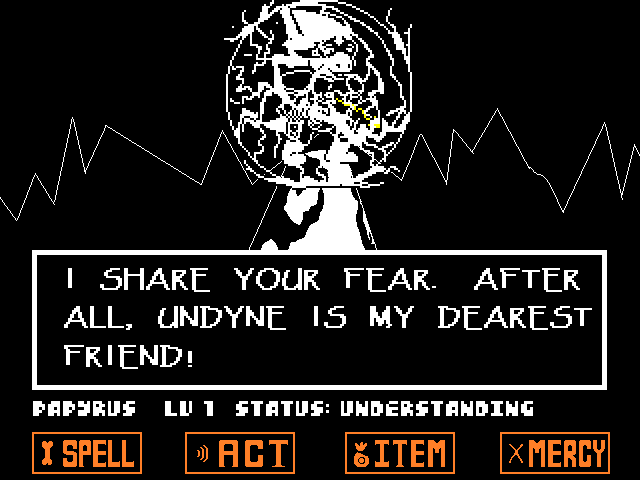 I SHARE YOUR FEAR. AFTER
ALL, UNDYNE IS MY DEAREST
FRIEND!
PAPYRUS LV 1 STATUS: UNDERSTANDING
SPELL ACT ITEM MERCY